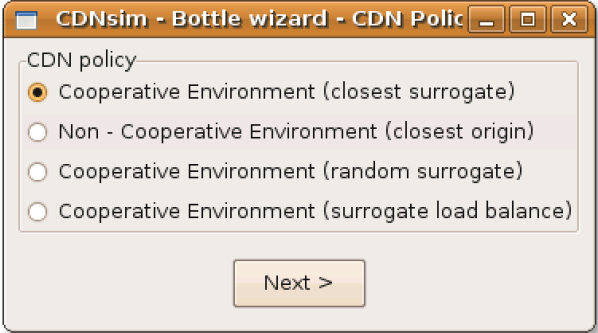 CDNsim - Bottle wizard - CDN Polic
CDN policy
Cooperative Environment (closest surrogate)
Non - Cooperative Environment (closest origin)
Cooperative Environment (random surrogate)
Cooperative Environment (surrogate load balance)
Next >